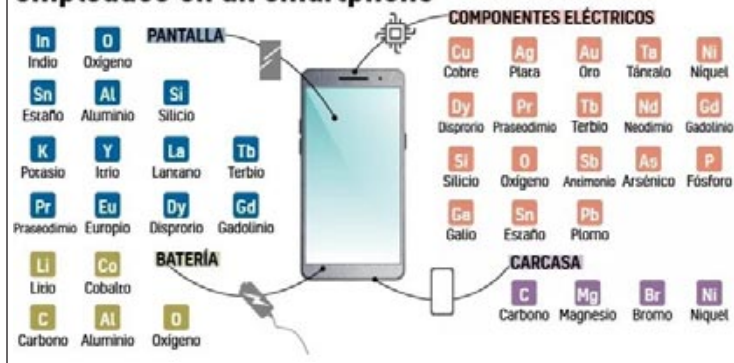 empleados en un smartphone
COMPONENTES ELÉCTRICOS
PANTALLA
In O
Indio Oxígeno
Sn Al Si
Estaño Aluminio Silicio
K Y La Tb
Potasio Itrio Lantano Terbio
Pr Eu Dy Gd
Praseodimio Europio Disprorio Gadolinio
Cu Ag Au Ta Ni
Cobre Plata Oro Tántalo Níquel
Dy Pr Tb Nd Gd
Disprorio Praseodimio Terbio Neodimio Gadolinio
Si O Sb As P
Silicio Oxígeno Antimonio Arsénico Fósforo
Ga Sn Pb
Galio Estaño Plomo
BATERÍA
Li Co
Litio Cobalto
C Al O
Carbono Aluminio Oxígeno
CARCASA
C Mg Br Ni
Carbono Magnesio Bromo Níquel